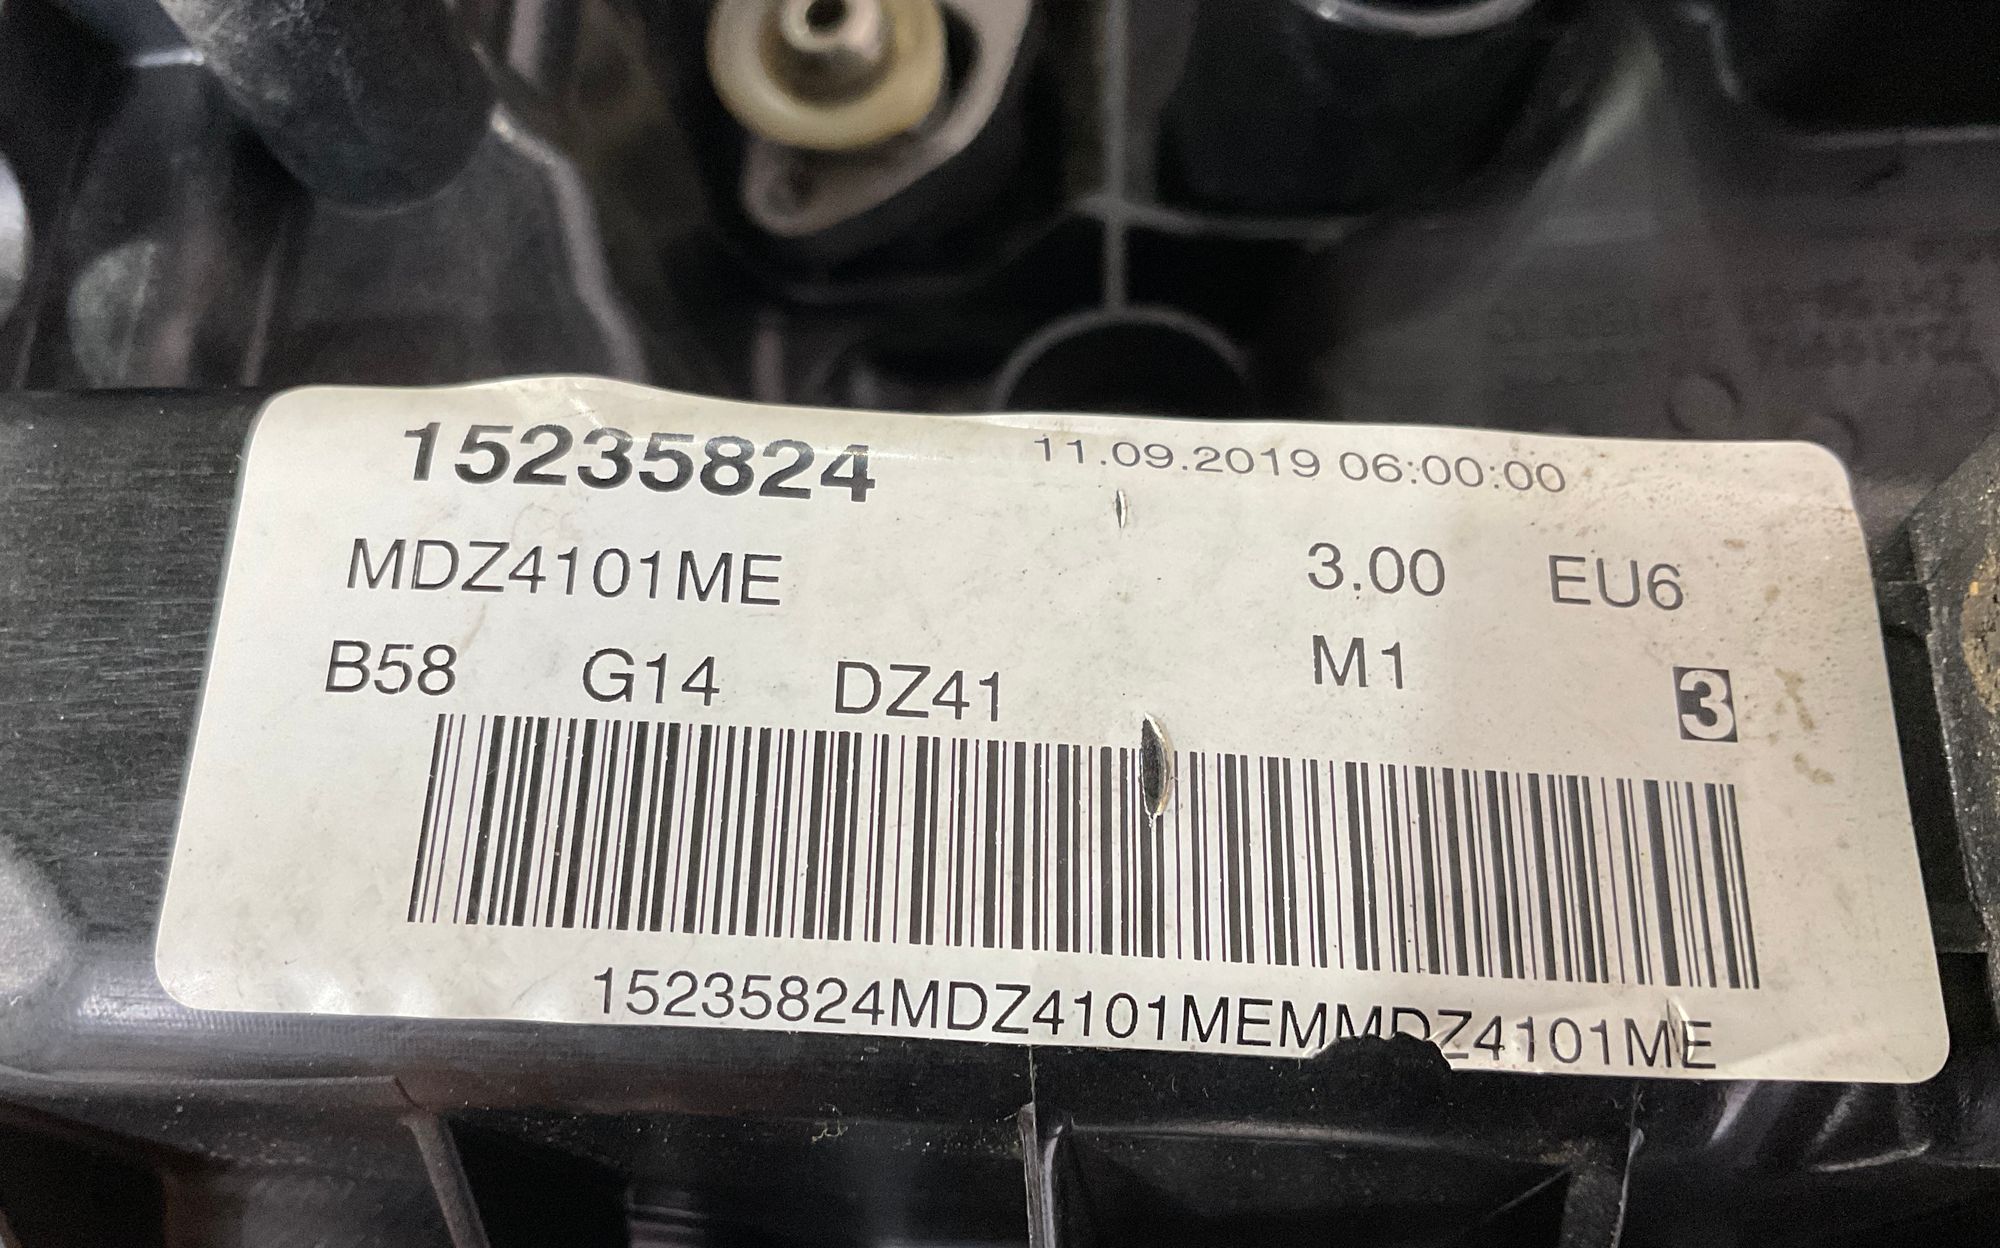 15235824 11.09.2019 06:00:00
MDZ4101ME 3.00 EU6
B58 G14 DZ41 M1 3
15235824MDZ4101MEMMDZ4101ME